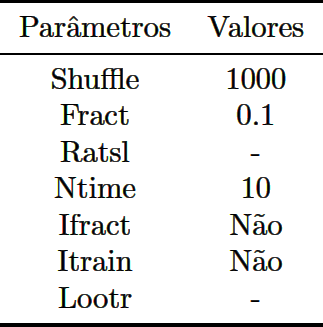 Parâmetros Valores
Shuffle 1000
Fract 0.1
Ratsl -
Ntime 10
Ifract Não
Itrain Não
Lootr -